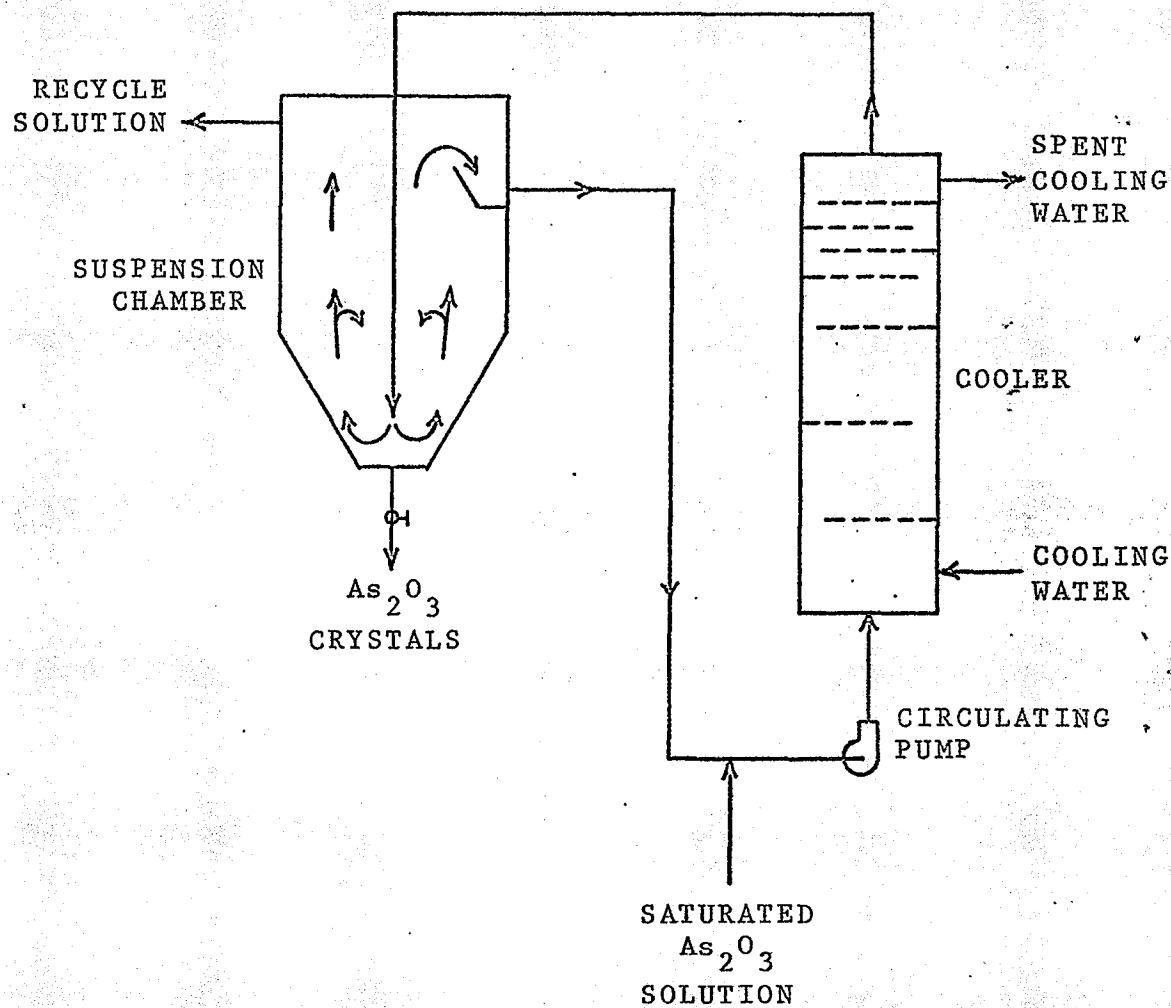 RECYCLE
SOLUTION
SPENT
COOLING
WATER
SUSPENSION
CHAMBER
COOLER
COOLING
WATER
As₂O₃
CRYSTALS
CIRCULATING
PUMP
SATURATED
As₂O₃
SOLUTION